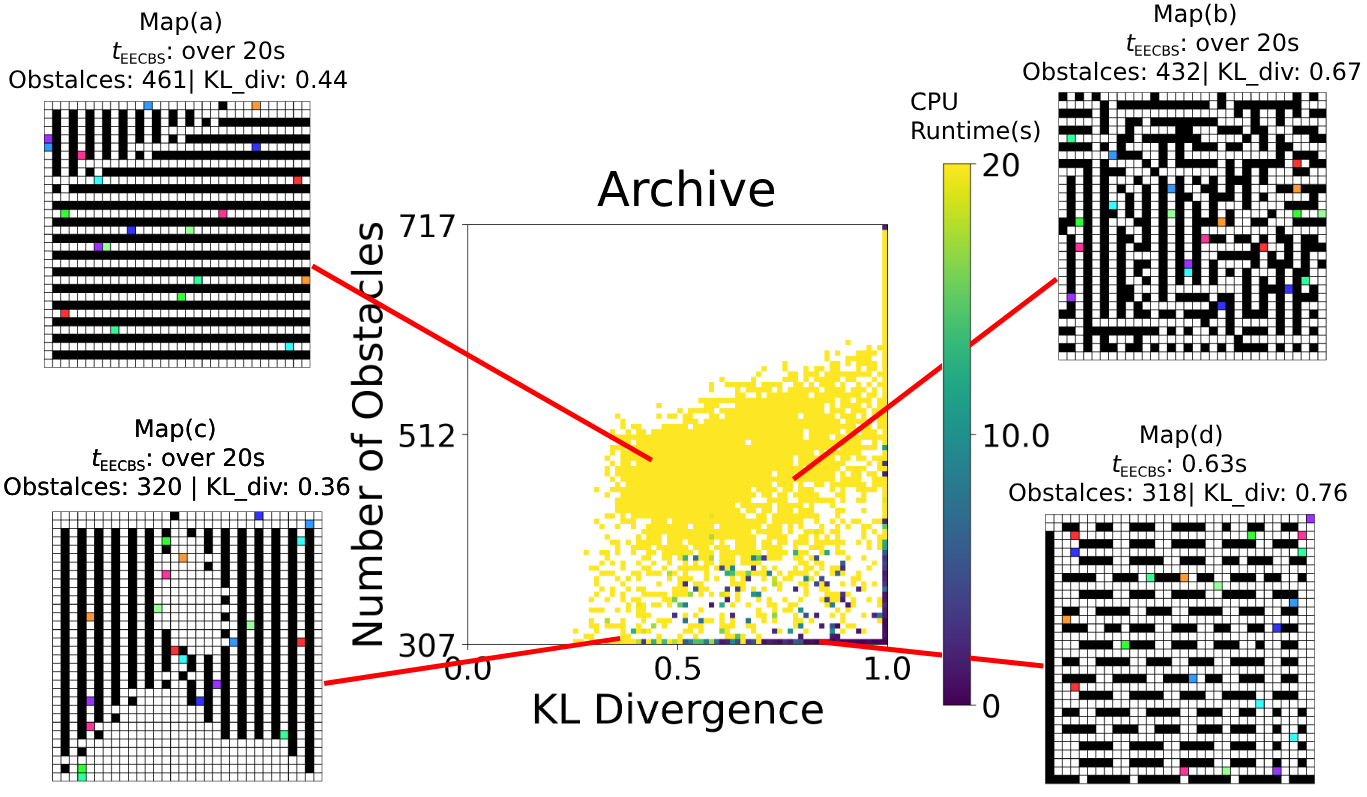 Map(a)
tEECBS: over 20s
Obstalces: 461| KL_div: 0.44
Map(b)
tEECBS: over 20s
Obstalces: 432| KL_div: 0.67
CPU
Runtime(s)
20
10.0
0
Archive
717
512
307
Number of Obstacles
0.0
0.5
1.0
KL Divergence
Map(c)
tEECBS: over 20s
Obstalces: 320 | KL_div: 0.36
Map(d)
tEECBS: 0.63s
Obstalces: 318| KL_div: 0.76